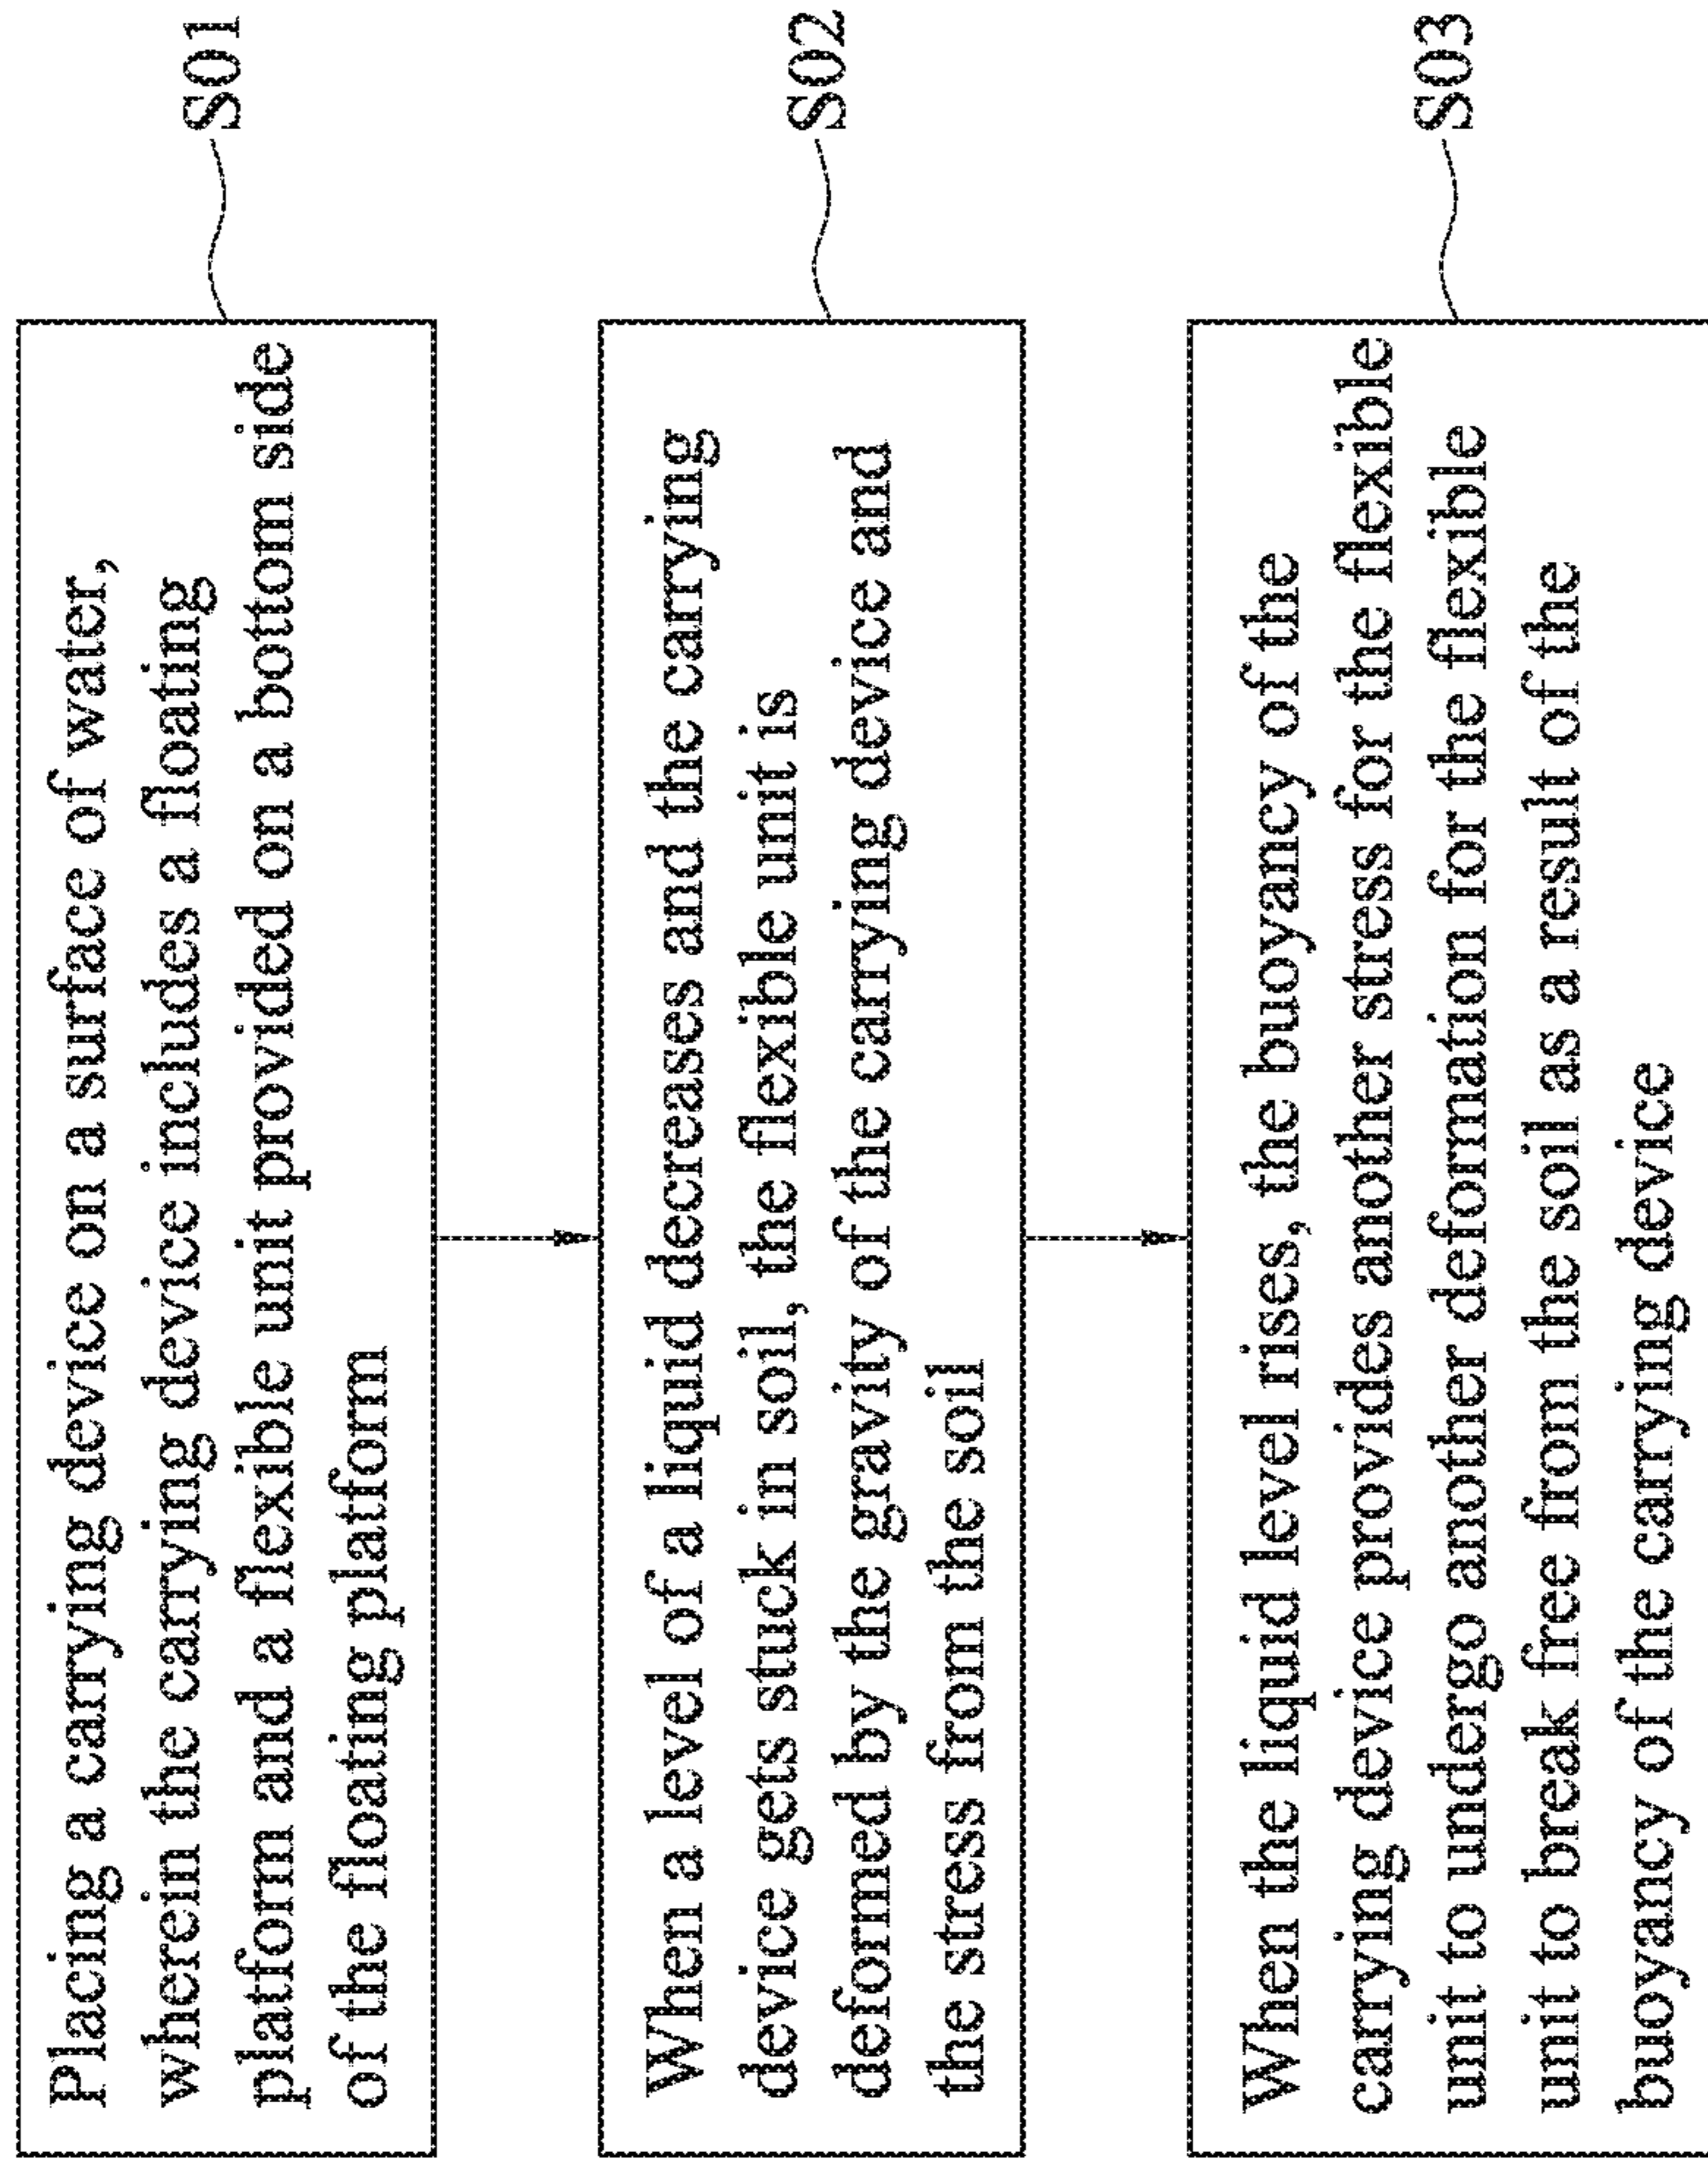 Placing a carrying device on a surface of water,
wherein the carrying device includes a floating
platform and a flexible unit provided on a bottom side
of the floating platform
S01
When a level of a liquid decreases and the carrying
device gets stuck in soil, the flexible unit is
deformed by the gravity of the carrying device and
the stress from the soil
S02
When the liquid level rises, the buoyancy of the
carrying device provides another stress for the flexible
unit to undergo another deformation for the flexible
unit to break free from the soil as a result of the
buoyancy of the carrying device
S03